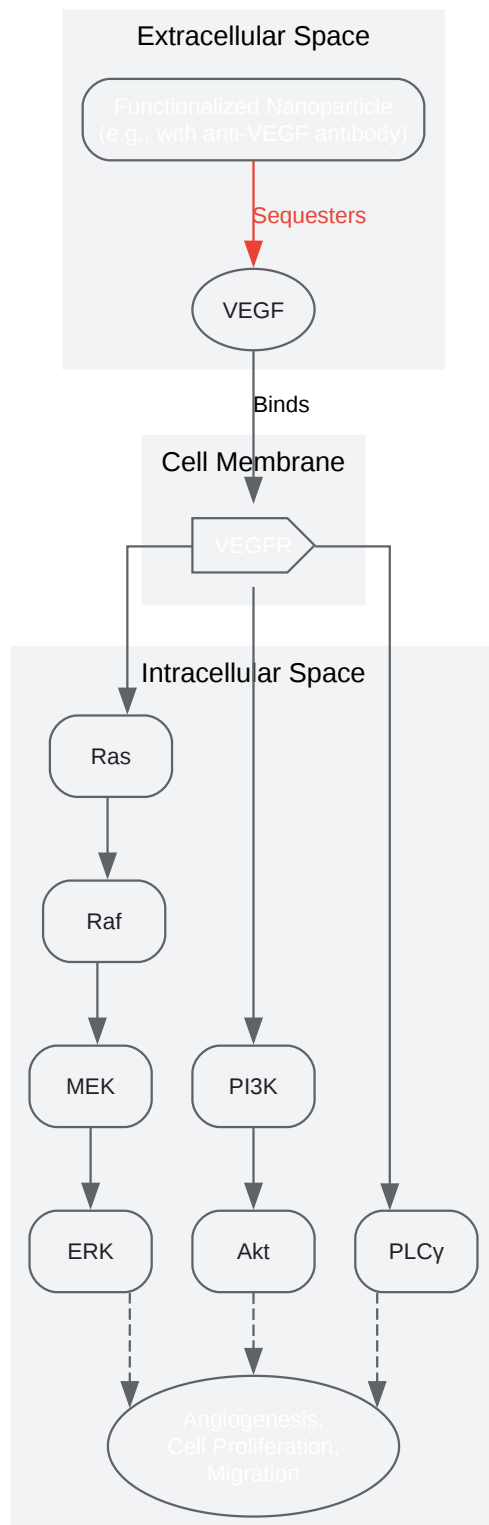 Extracellular Space
Functionalized Nanoparticle
(e.g., with anti-VEGF antibody)
Sequesters
VEGF
Binds
Cell Membrane
VEGFR
Intracellular Space
Ras
Raf
MEK
PI3K
ERK
Akt
PLCγ
Angiogenesis,
Cell Proliferation,
Migration